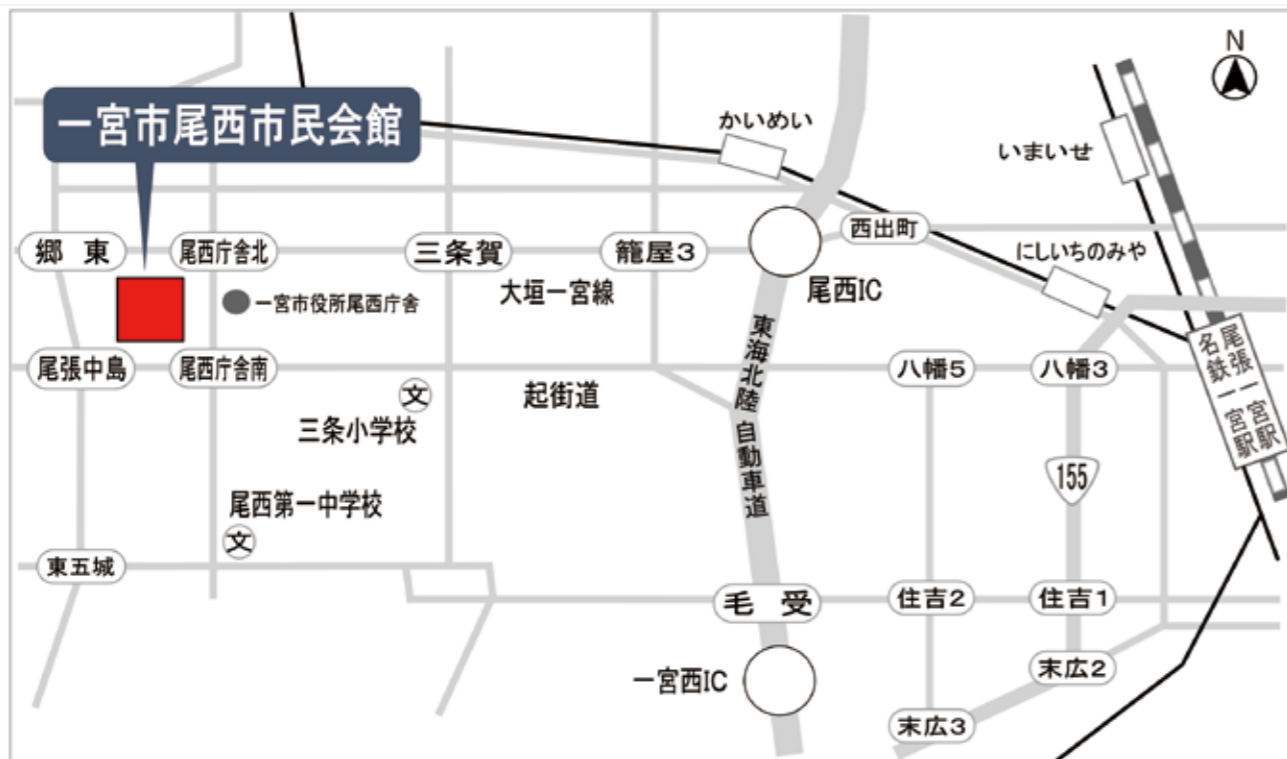 N
一宮市尾西市民会館
かいめい
いまいせ
西出町
郷東
尾西庁舎北
三条賀
籠屋3
にしいちのみや
尾西IC
大垣一宮線
一宮市役所尾西庁舎
東海北陸自動車道
尾張一宮駅
名鉄一宮駅
尾張中島
尾西庁舎南
八幡5
八幡3
起街道
文
三条小学校
155
尾西第一中学校
文
東五城
毛受
住吉2
住吉1
一宮西IC
末広2
末広3